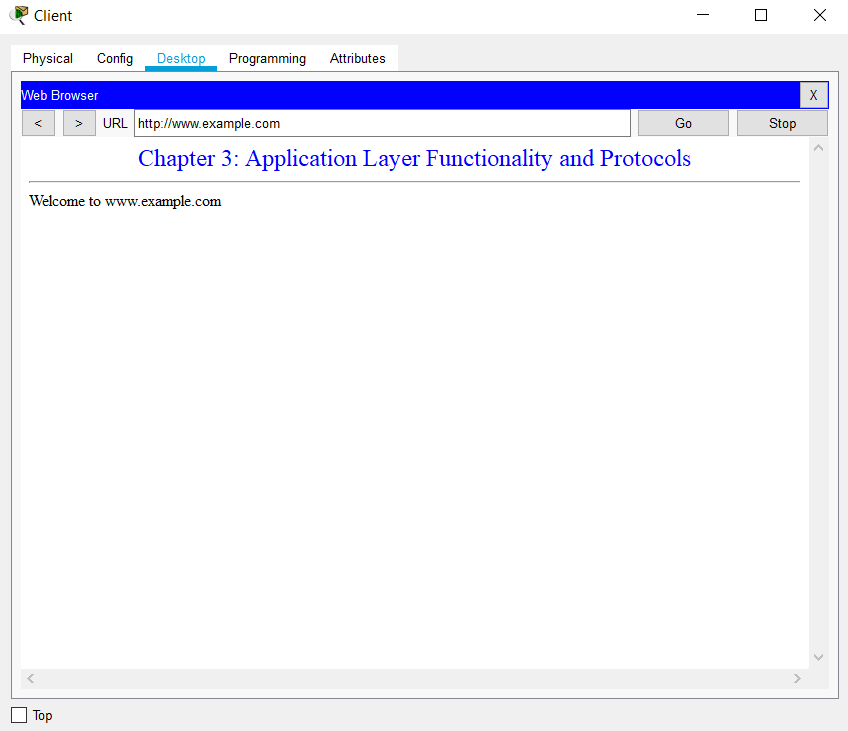 Client
Physical Config Desktop Programming Attributes
Web Browser X
< > URL http://www.example.com Go Stop
Chapter 3: Application Layer Functionality and Protocols
Welcome to www.example.com
Top